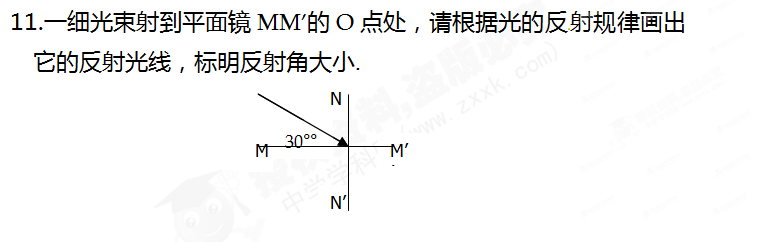 11.一细光束射到平面镜 MM′的 O 点处，请根据光的反射规律画出
它的反射光线，标明反射角大小.
N
M 30°° M′
N′